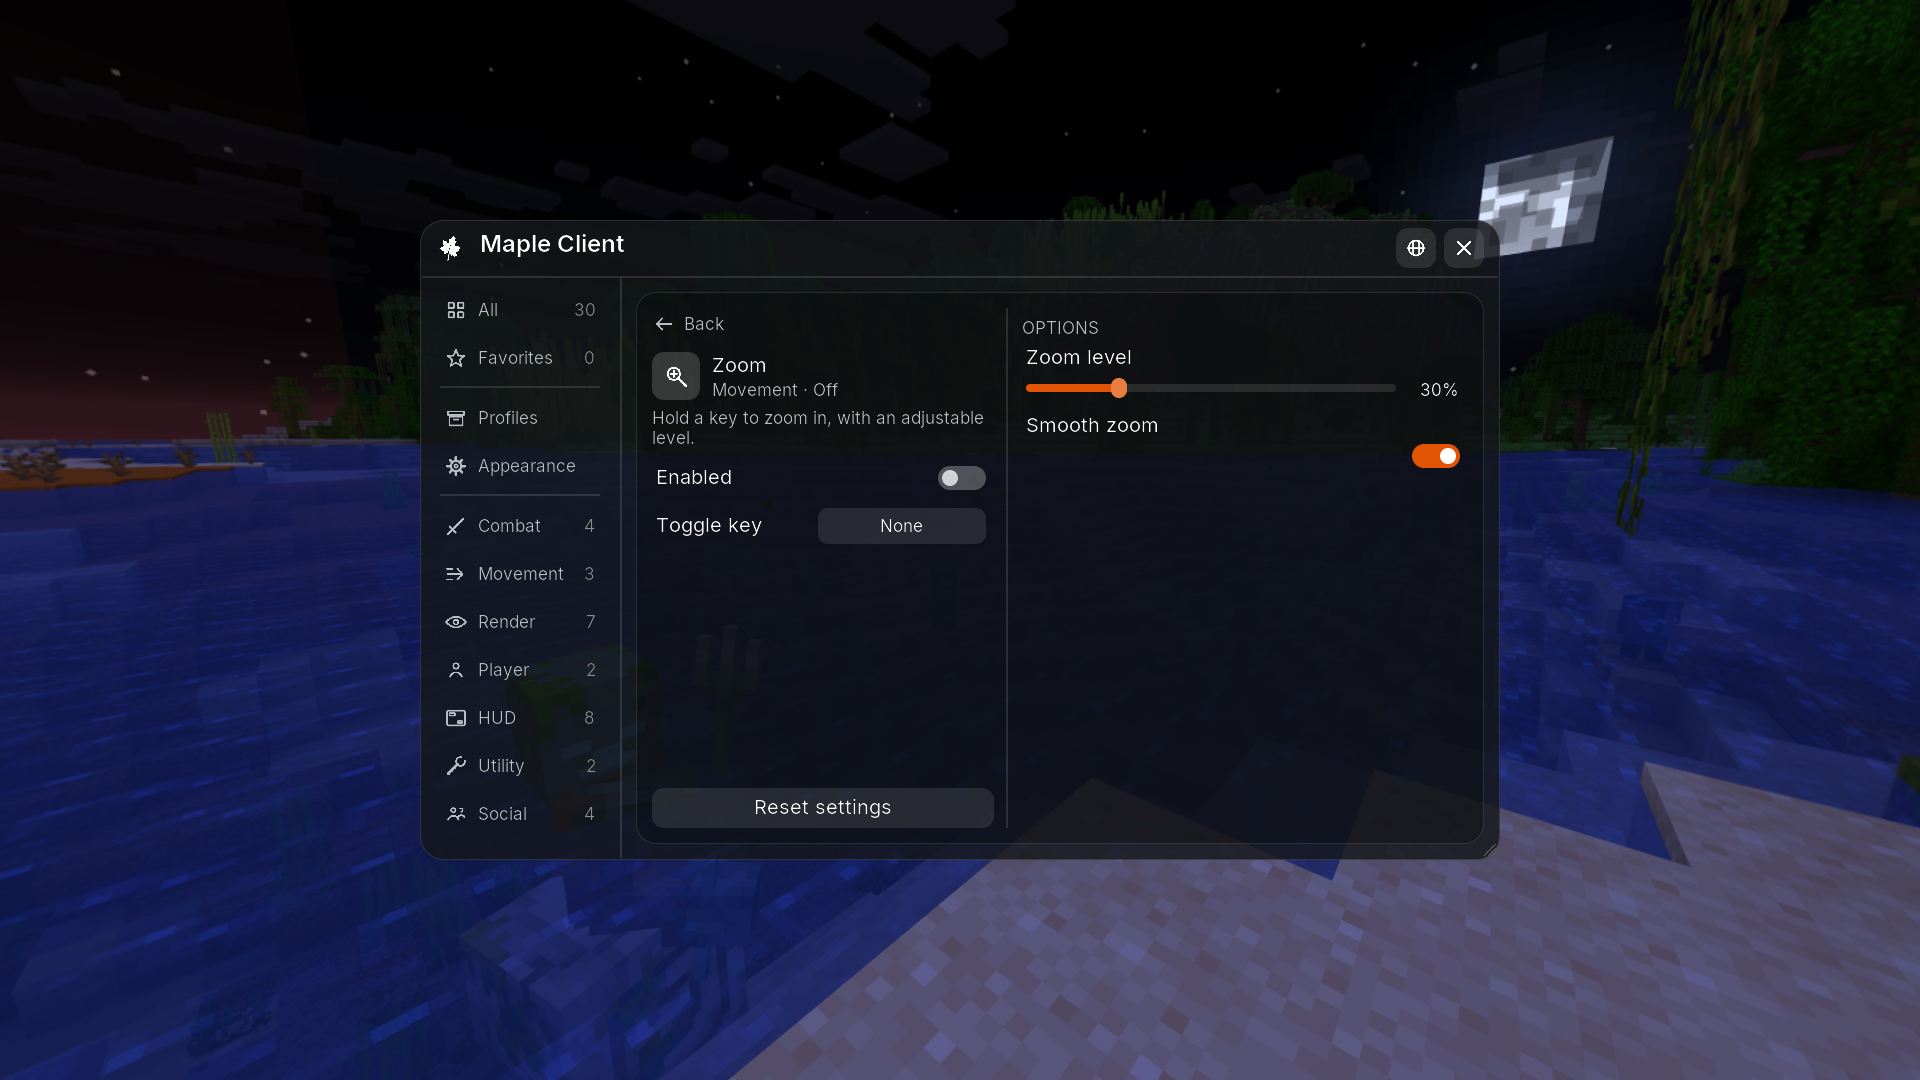 Maple Client
All 30
Favorites 0
Profiles
Appearance
Combat 4
Movement 3
Render 7
Player 2
HUD 8
Utility 2
Social 4
Back
Zoom
Movement · Off
Hold a key to zoom in, with an adjustable
level.
Enabled
Toggle key None
Reset settings
OPTIONS
Zoom level
30%
Smooth zoom